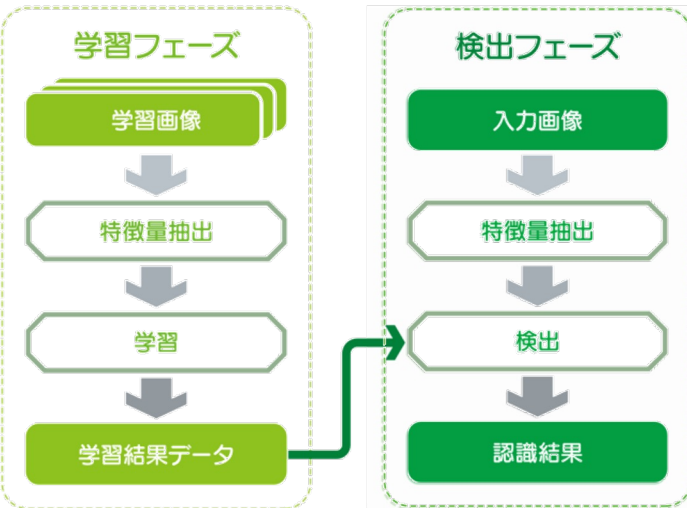 学習フェーズ
学習画像
特徴量抽出
学習
学習結果データ
検出フェーズ
入力画像
特徴量抽出
検出
認識結果